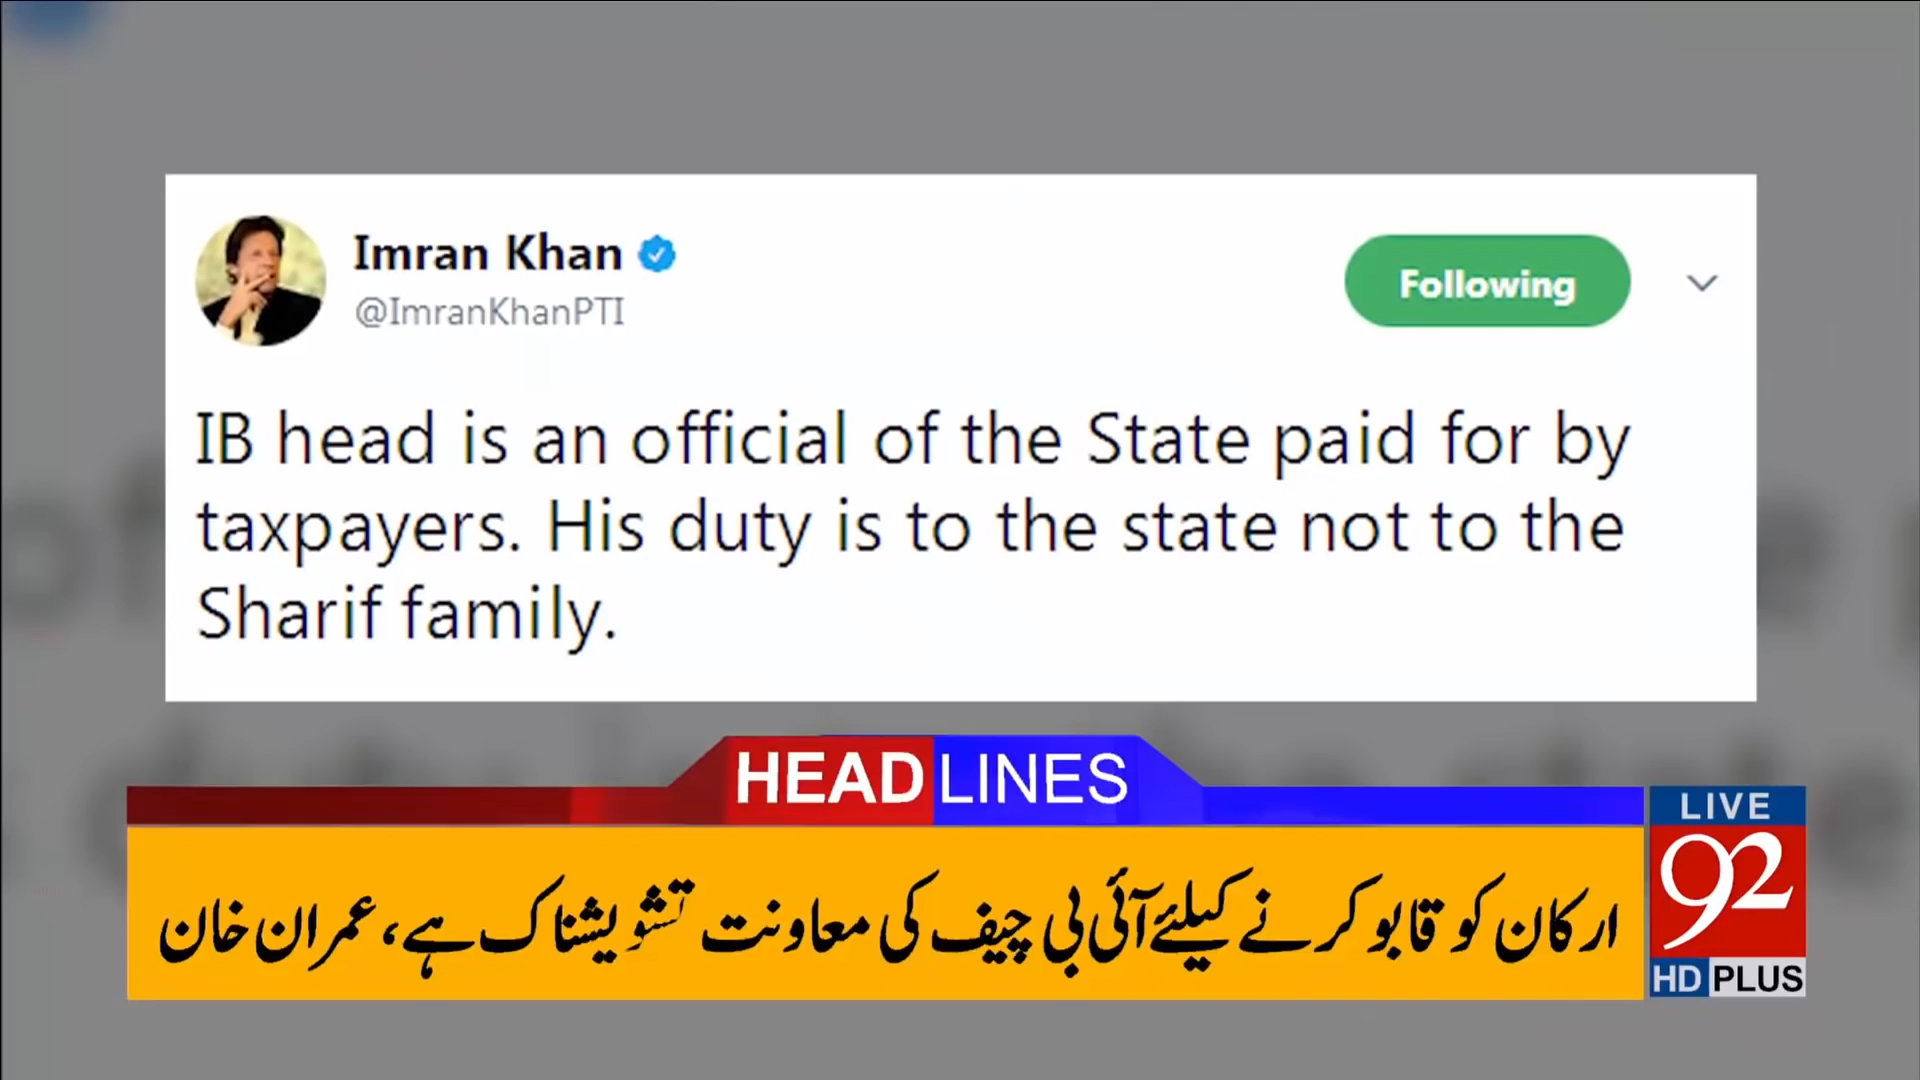 Imran Khan
@ImranKhanPTI
Following
IB head is an official of the State paid for by
taxpayers. His duty is to the state not to the
Sharif family.
HEADLINES
LIVE
92
HD PLUS
ارکان کو قابو کرنے کیلئے آئی بی چیف کی معاونت تشویشناک ہے، عمران خان